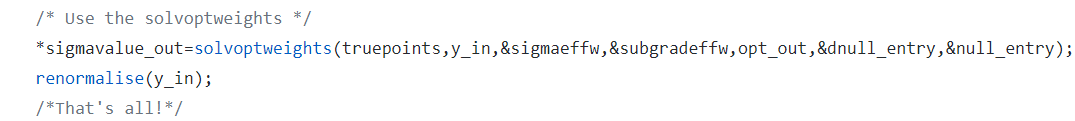 /* Use the solvoptweights */
*sigmavalue_out=solvoptweights(truepoints,y_in,&sigmaeffw,&subgradeffw,opt_out,&dnull_entry,&null_entry);
renormalise(y_in);
/*That's all!*/